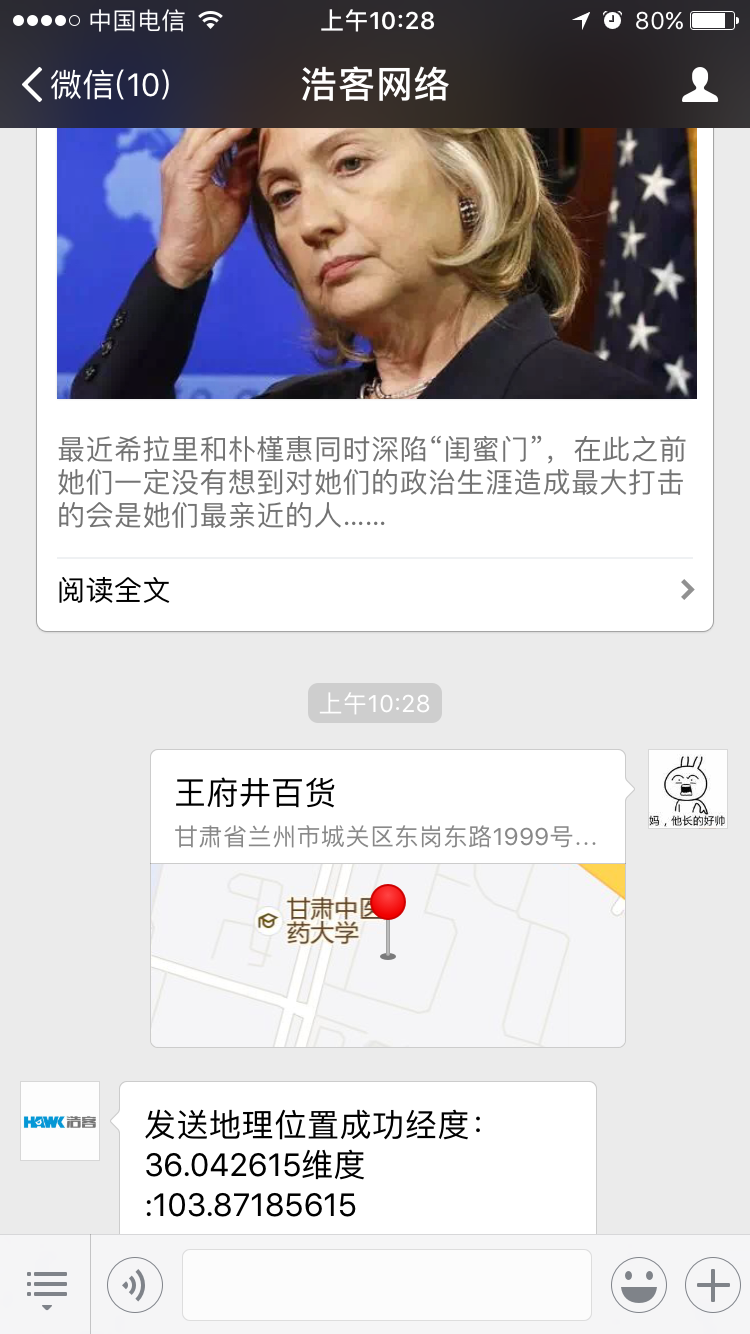 中国电信
上午10:28
80%
微信(10)
浩客网络
最近希拉里和朴槿惠同时深陷“闺蜜门”，在此之前
她们一定没有想到对她们的政治生涯造成最大打击
的会是她们最亲近的人……
阅读全文
上午10:28
王府井百货
甘肃省兰州市城关区东岗东路1999号...
妈，他长的好帅
甘肃中医
药大学
HAWK浩客
发送地理位置成功经度：
36.042615维度
:103.87185615